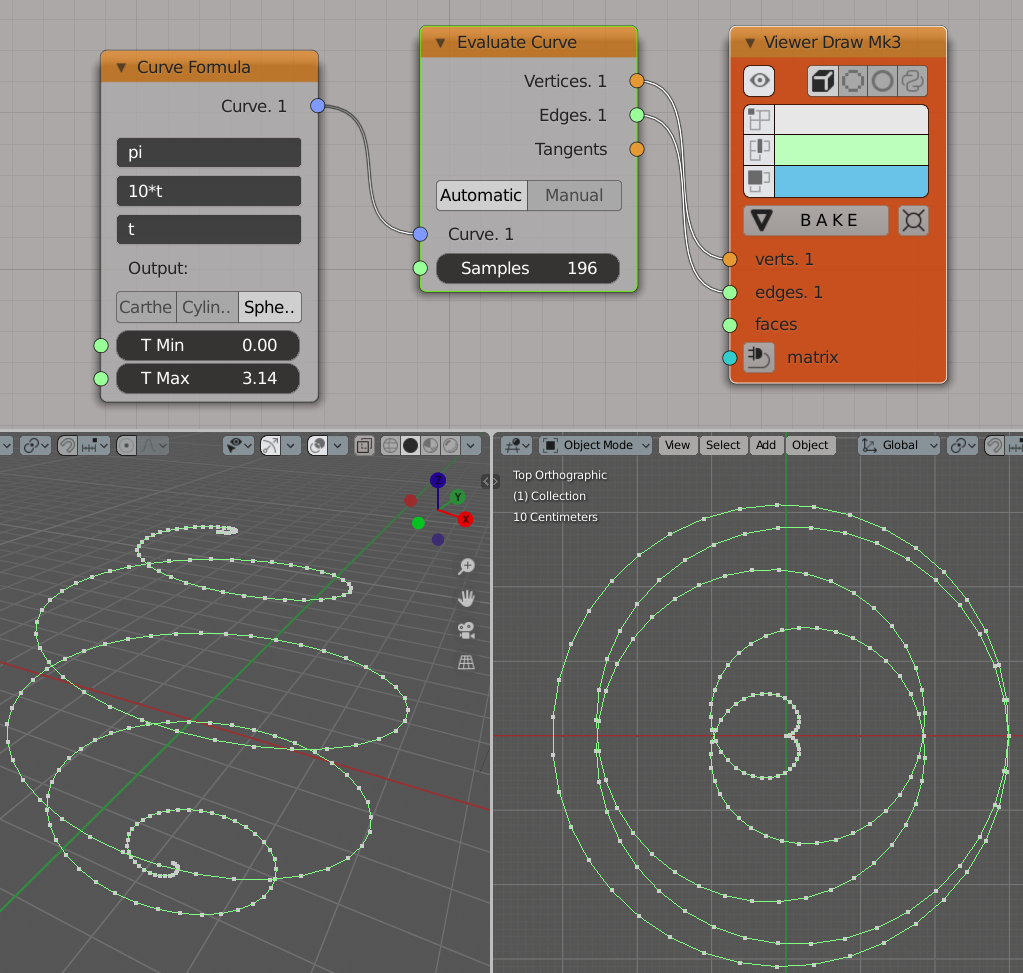 Curve Formula
Curve. 1
pi
10*t
t
Output:
Carthe Cylin.. Sphe..
T Min 0.00
T Max 3.14
Evaluate Curve
Vertices. 1
Edges. 1
Tangents
Automatic Manual
Curve. 1
Samples 196
Viewer Draw Mk3
BAKE
verts. 1
edges. 1
faces
matrix
Z
Y
X
Object Mode View Select Add Object Global
Top Orthographic
(1) Collection
10 Centimeters